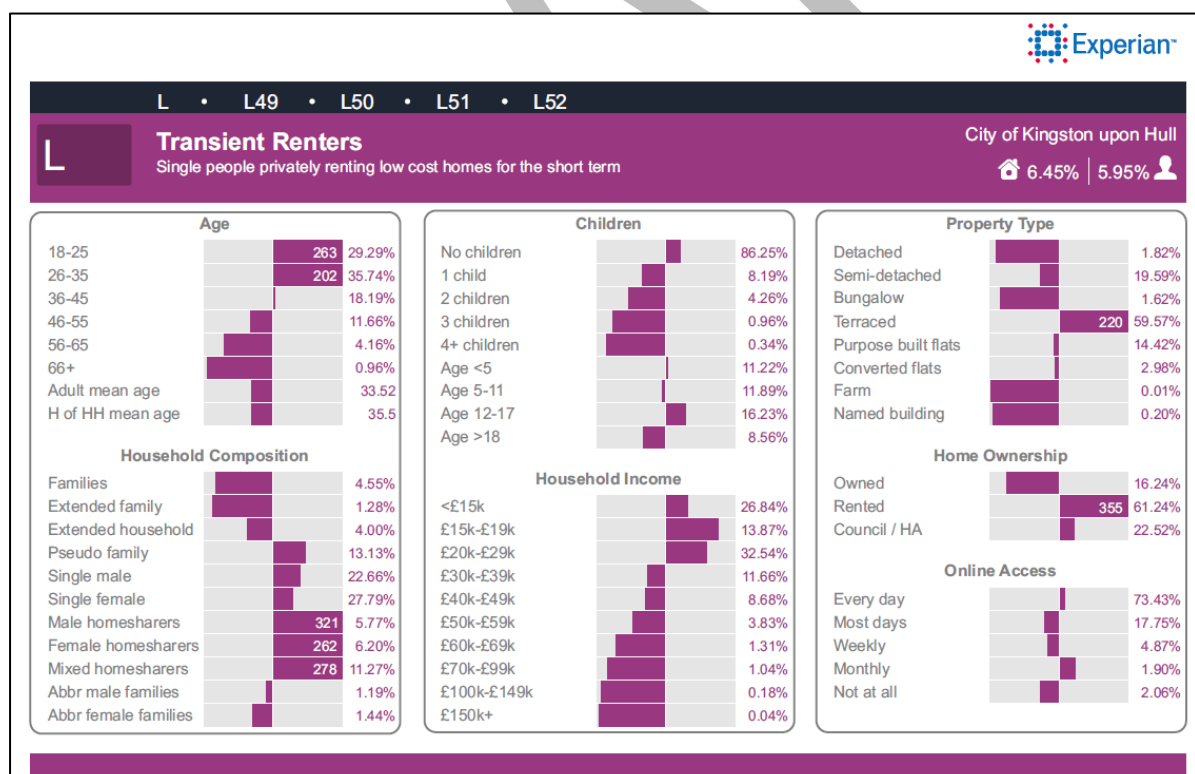 Experian™
L • L49 • L50 • L51 • L52
L
Transient Renters
Single people privately renting low cost homes for the short term
City of Kingston upon Hull
6.45% | 5.95%
Age
18-25 263 29.29%
26-35 202 35.74%
36-45 18.19%
46-55 11.66%
56-65 4.16%
66+ 0.96%
Adult mean age 33.52
H of HH mean age 35.5
Household Composition
Families 4.55%
Extended family 1.28%
Extended household 4.00%
Pseudo family 13.13%
Single male 22.66%
Single female 27.79%
Male homesharers 321 5.77%
Female homesharers 262 6.20%
Mixed homesharers 278 11.27%
Abbr male families 1.19%
Abbr female families 1.44%
Children
No children 86.25%
1 child 8.19%
2 children 4.26%
3 children 0.96%
4+ children 0.34%
Age <5 11.22%
Age 5-11 11.89%
Age 12-17 16.23%
Age >18 8.56%
Household Income
<£15k 26.84%
£15k-£19k 13.87%
£20k-£29k 32.54%
£30k-£39k 11.66%
£40k-£49k 8.68%
£50k-£59k 3.83%
£60k-£69k 1.31%
£70k-£99k 1.04%
£100k-£149k 0.18%
£150k+ 0.04%
Property Type
Detached 1.82%
Semi-detached 19.59%
Bungalow 1.62%
Terraced 220 59.57%
Purpose built flats 14.42%
Converted flats 2.98%
Farm 0.01%
Named building 0.20%
Home Ownership
Owned 16.24%
Rented 355 61.24%
Council / HA 22.52%
Online Access
Every day 73.43%
Most days 17.75%
Weekly 4.87%
Monthly 1.90%
Not at all 2.06%